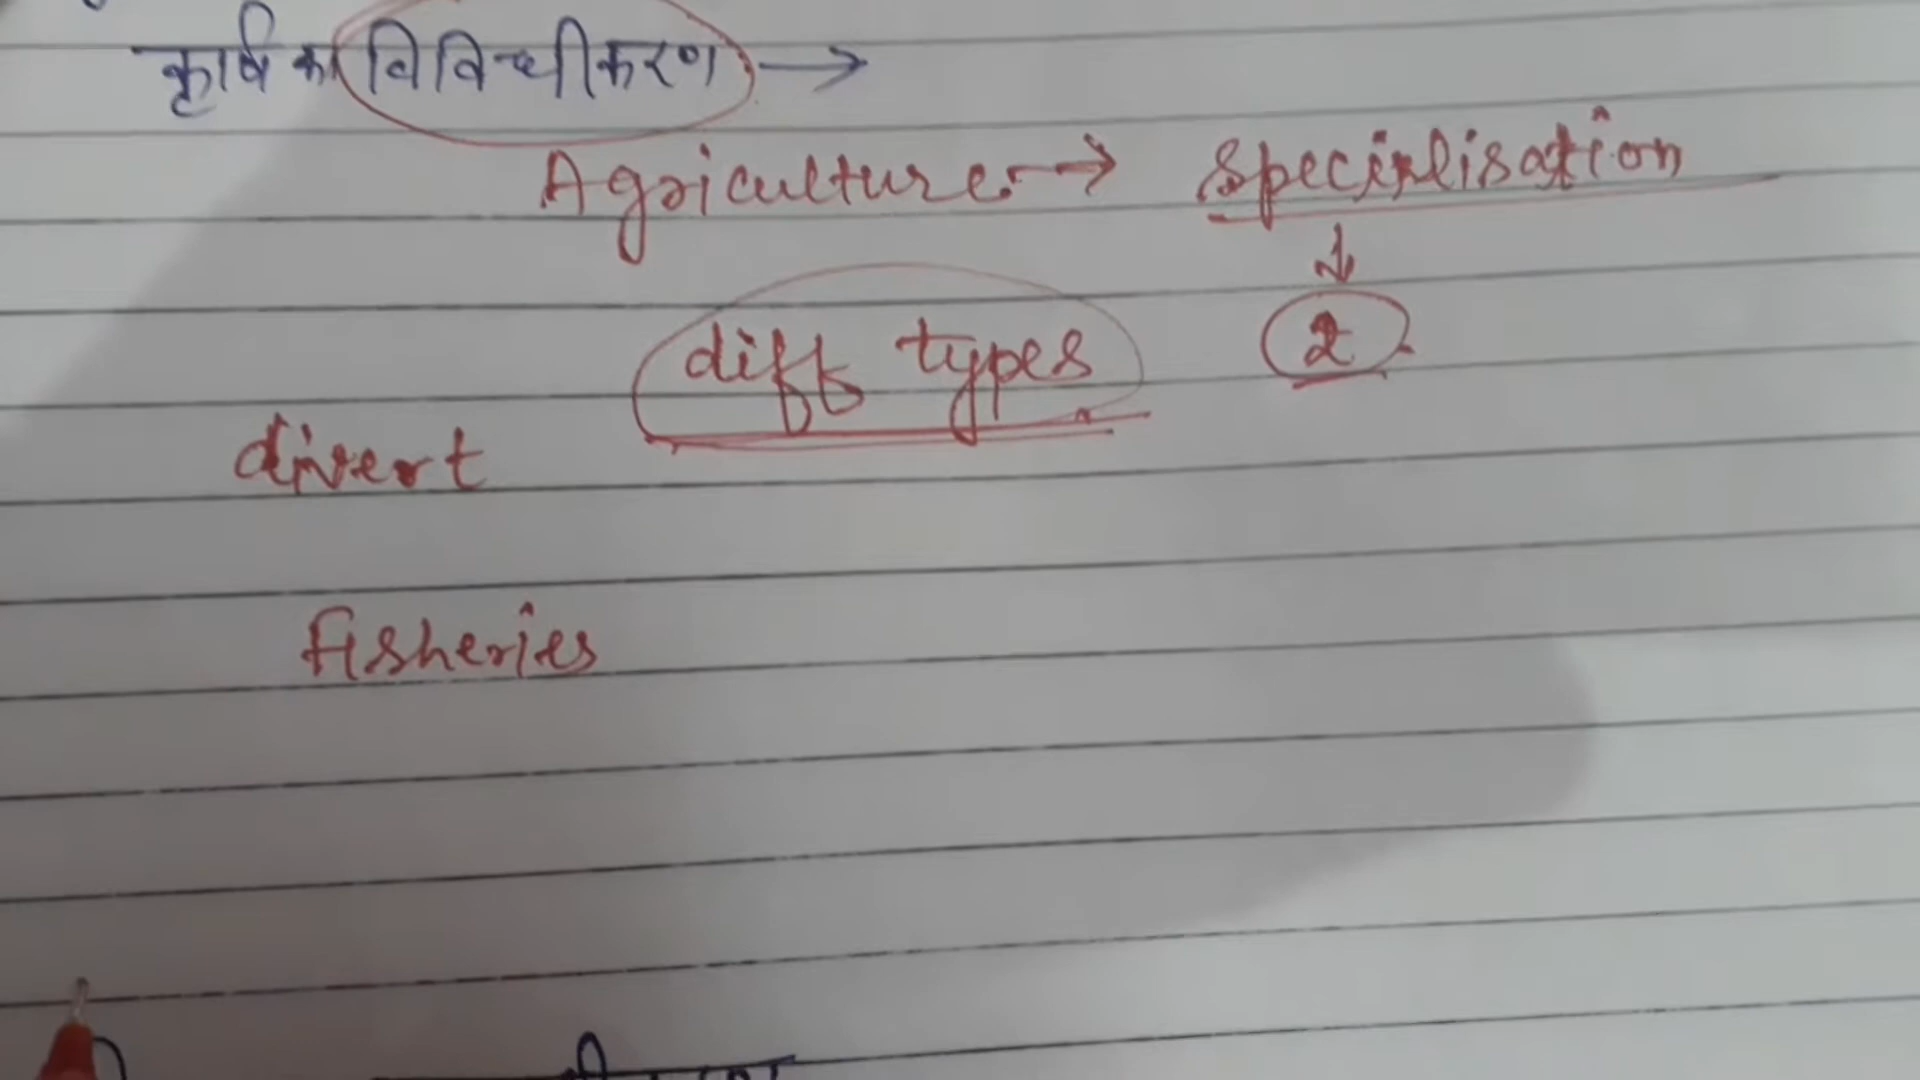 कृषि का विविधीकरण →
Agriculture → Specialisation
↓
diff types 2
divert
fisheries